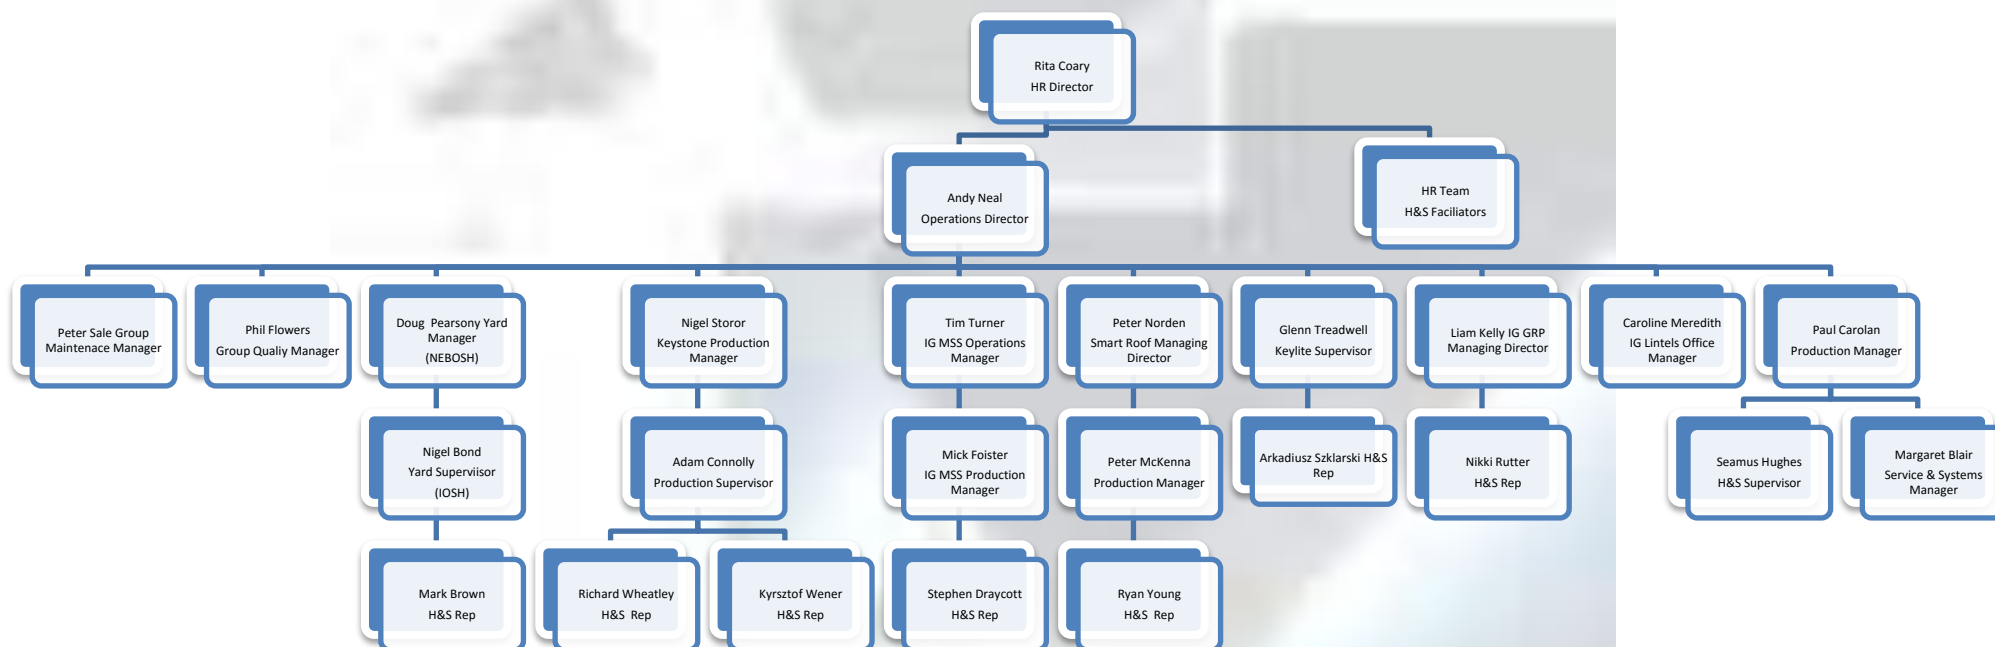 Rita Coary
HR Director
Andy Neal
Operations Director
HR Team
H&S Faciliators
Peter Sale Group
Maintenace Manager
Phil Flowers
Group Qualiy Manager
Doug  Pearsony Yard
Manager
(NEBOSH)
Nigel Storor
Keystone Production
Manager
Tim Turner
IG MSS Operations
Manager
Peter Norden
Smart Roof Managing
Director
Glenn Treadwell
Keylite Supervisor
Liam Kelly IG GRP
Managing Director
Caroline Meredith
IG Lintels Office
Manager
Paul Carolan
Production Manager
Nigel Bond
Yard Superviisor
(IOSH)
Adam Connolly
Production Supervisor
Mick Foister
IG MSS Production
Manager
Peter McKenna
Production Manager
Arkadiusz Szklarski H&S
Rep
Nikki Rutter
H&S Rep
Seamus Hughes
H&S Supervisor
Margaret Blair
Service & Systems
Manager
Mark Brown
H&S Rep
Richard Wheatley
H&S  Rep
Kyrsztof Wener
H&S Rep
Stephen Draycott
H&S Rep
Ryan Young
H&S  Rep